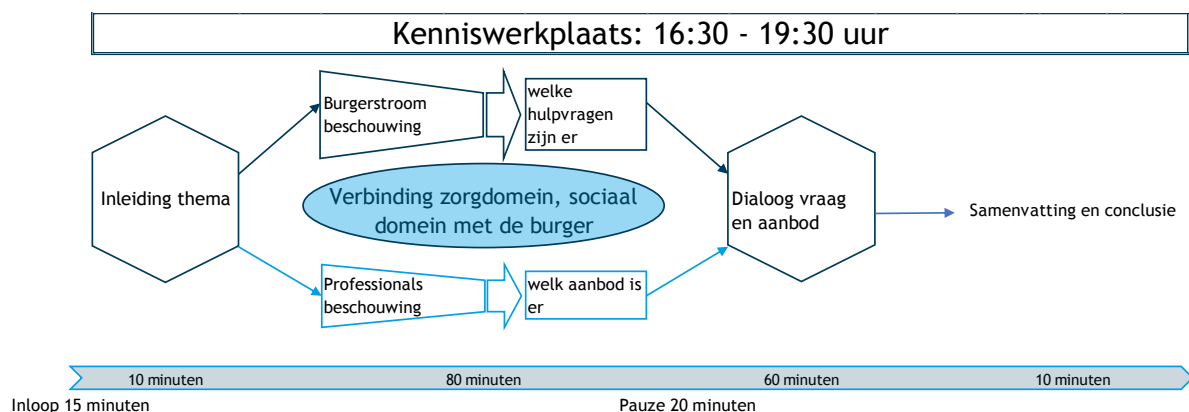 Kenniswerkplaats: 16:30 - 19:30 uur
Inleiding thema
Burgerstroom
beschouwing
welke
hulpvragen
zijn er
Verbinding zorgdomein, sociaal
domein met de burger
Professionals
beschouwing
welk aanbod is
er
Dialoog vraag
en aanbod
Samenvatting en conclusie
10 minuten
80 minuten
60 minuten
10 minuten
Inloop 15 minuten
Pauze 20 minuten